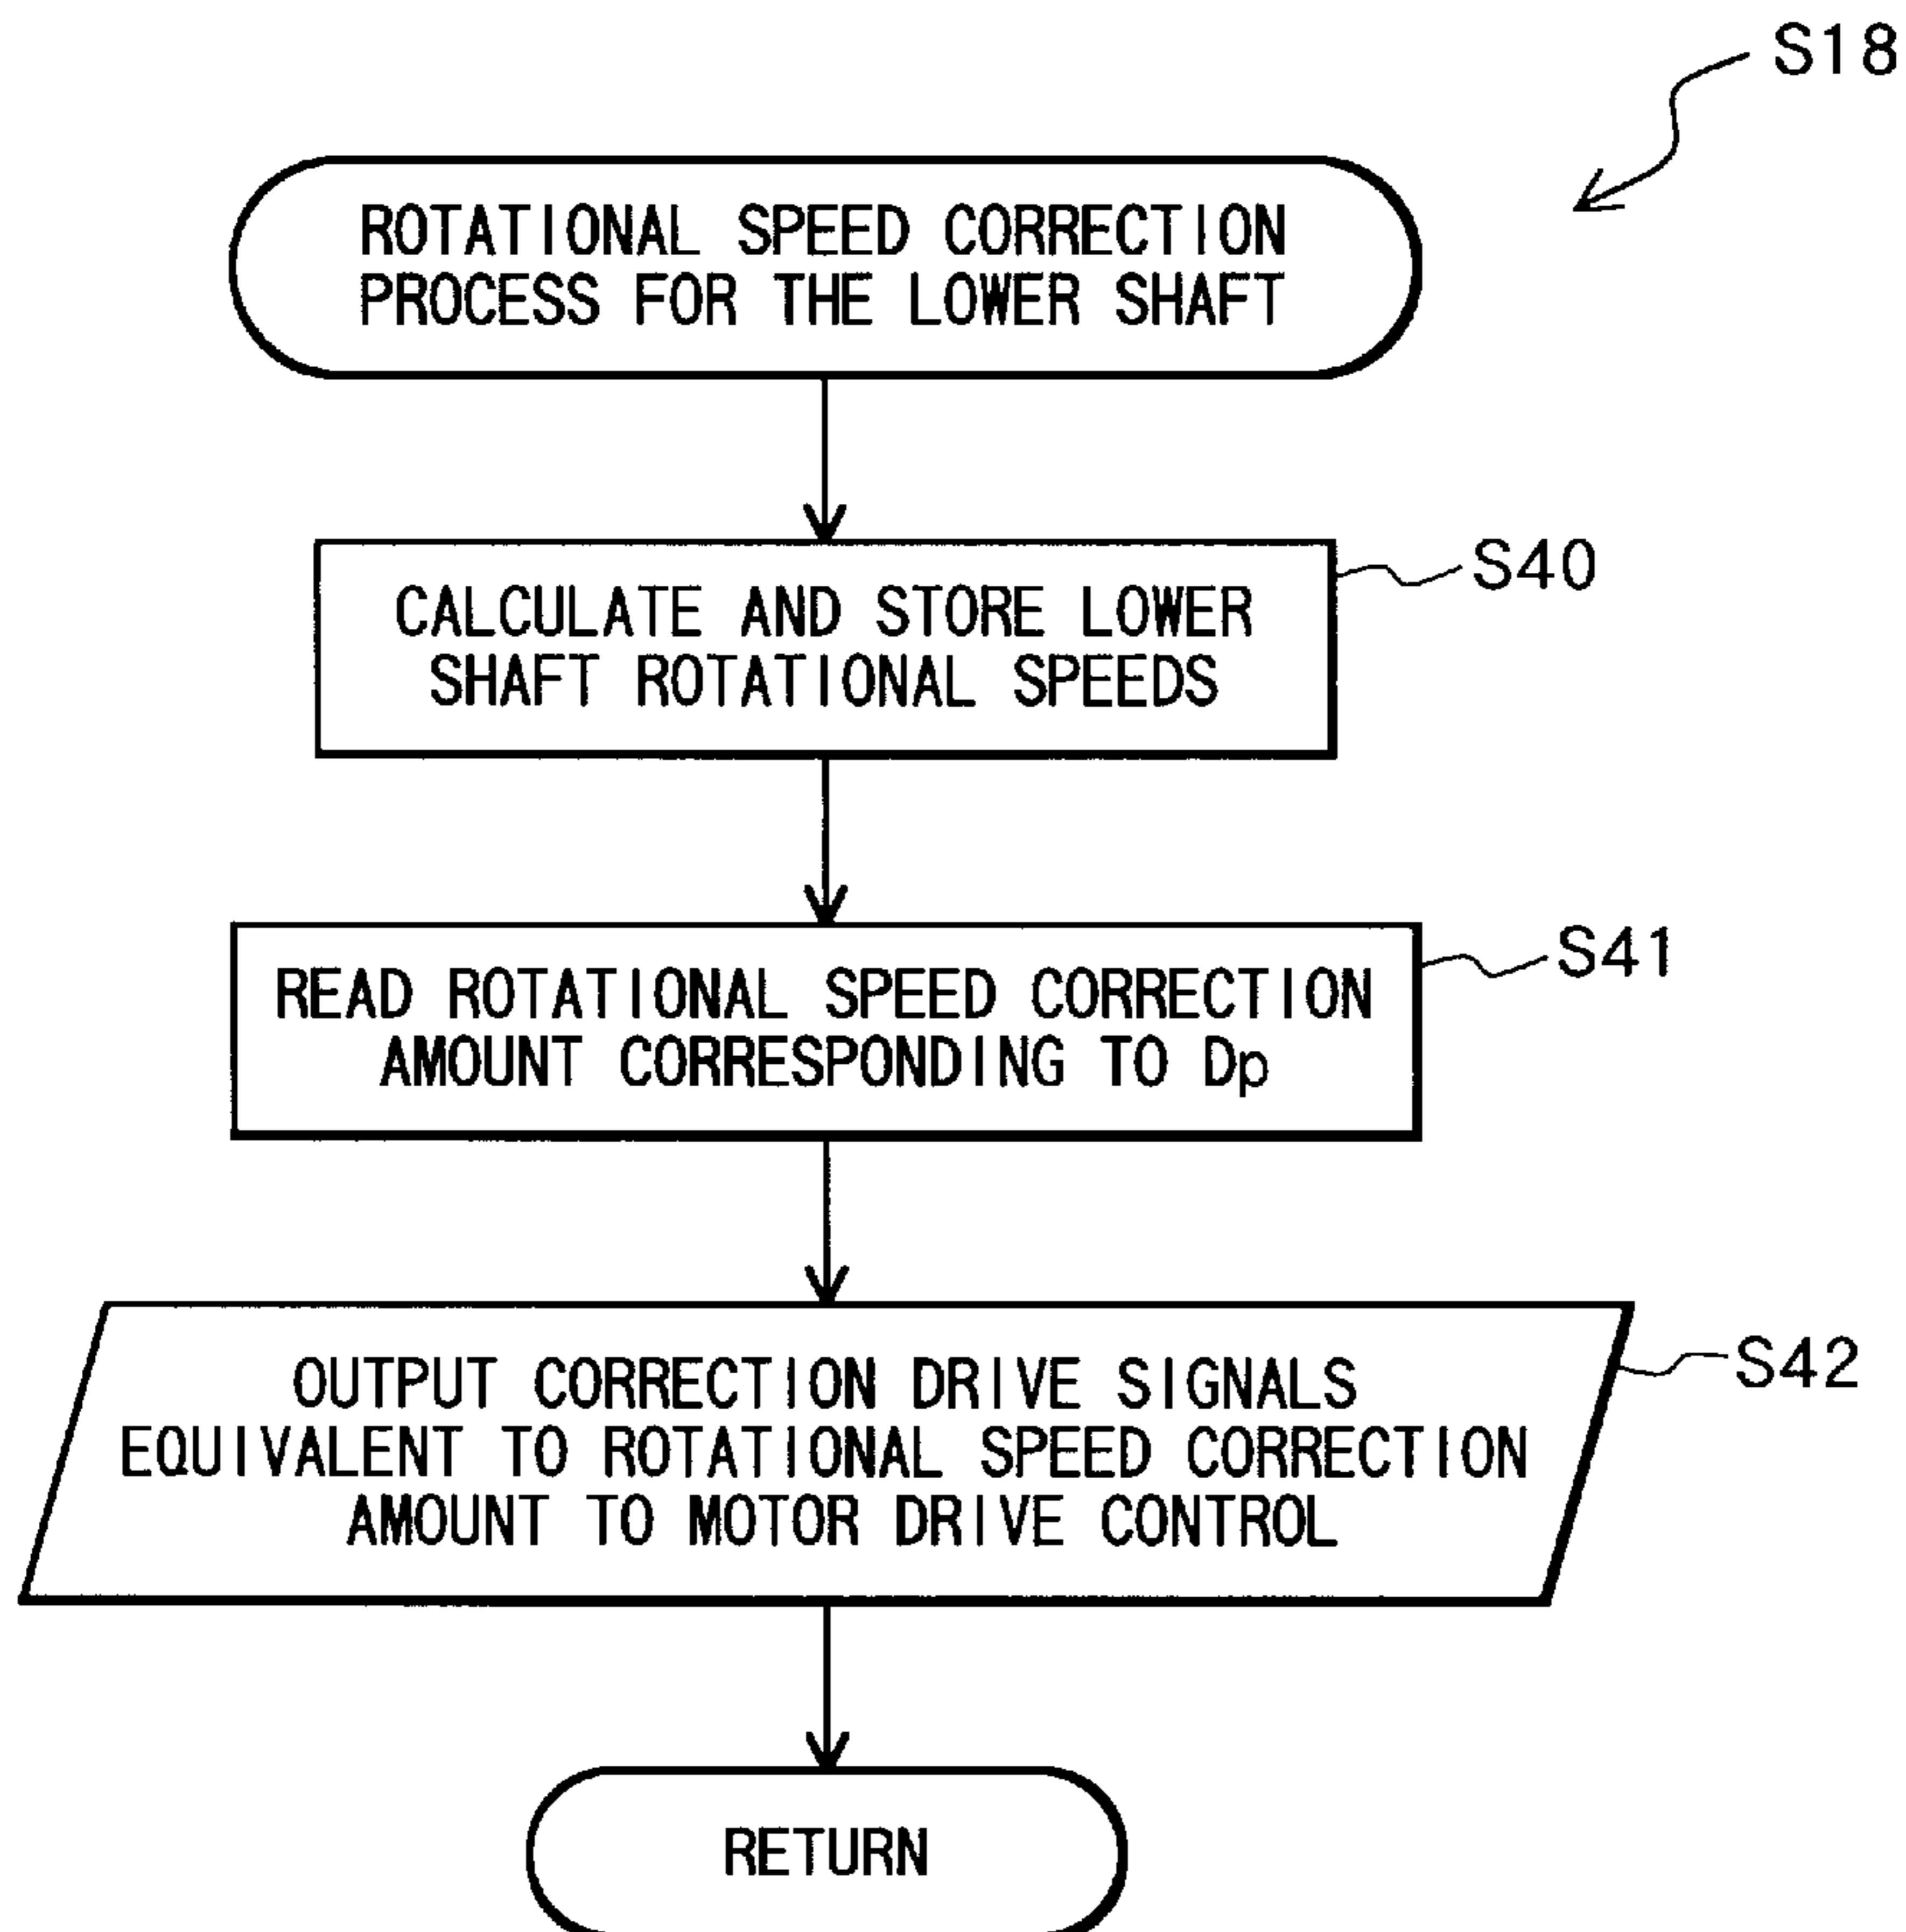 S18
ROTATIONAL SPEED CORRECTION
PROCESS FOR THE LOWER SHAFT
S40
CALCULATE AND STORE LOWER
SHAFT ROTATIONAL SPEEDS
S41
READ ROTATIONAL SPEED CORRECTION
AMOUNT CORRESPONDING TO Dp
S42
OUTPUT CORRECTION DRIVE SIGNALS
EQUIVALENT TO ROTATIONAL SPEED CORRECTION
AMOUNT TO MOTOR DRIVE CONTROL
RETURN